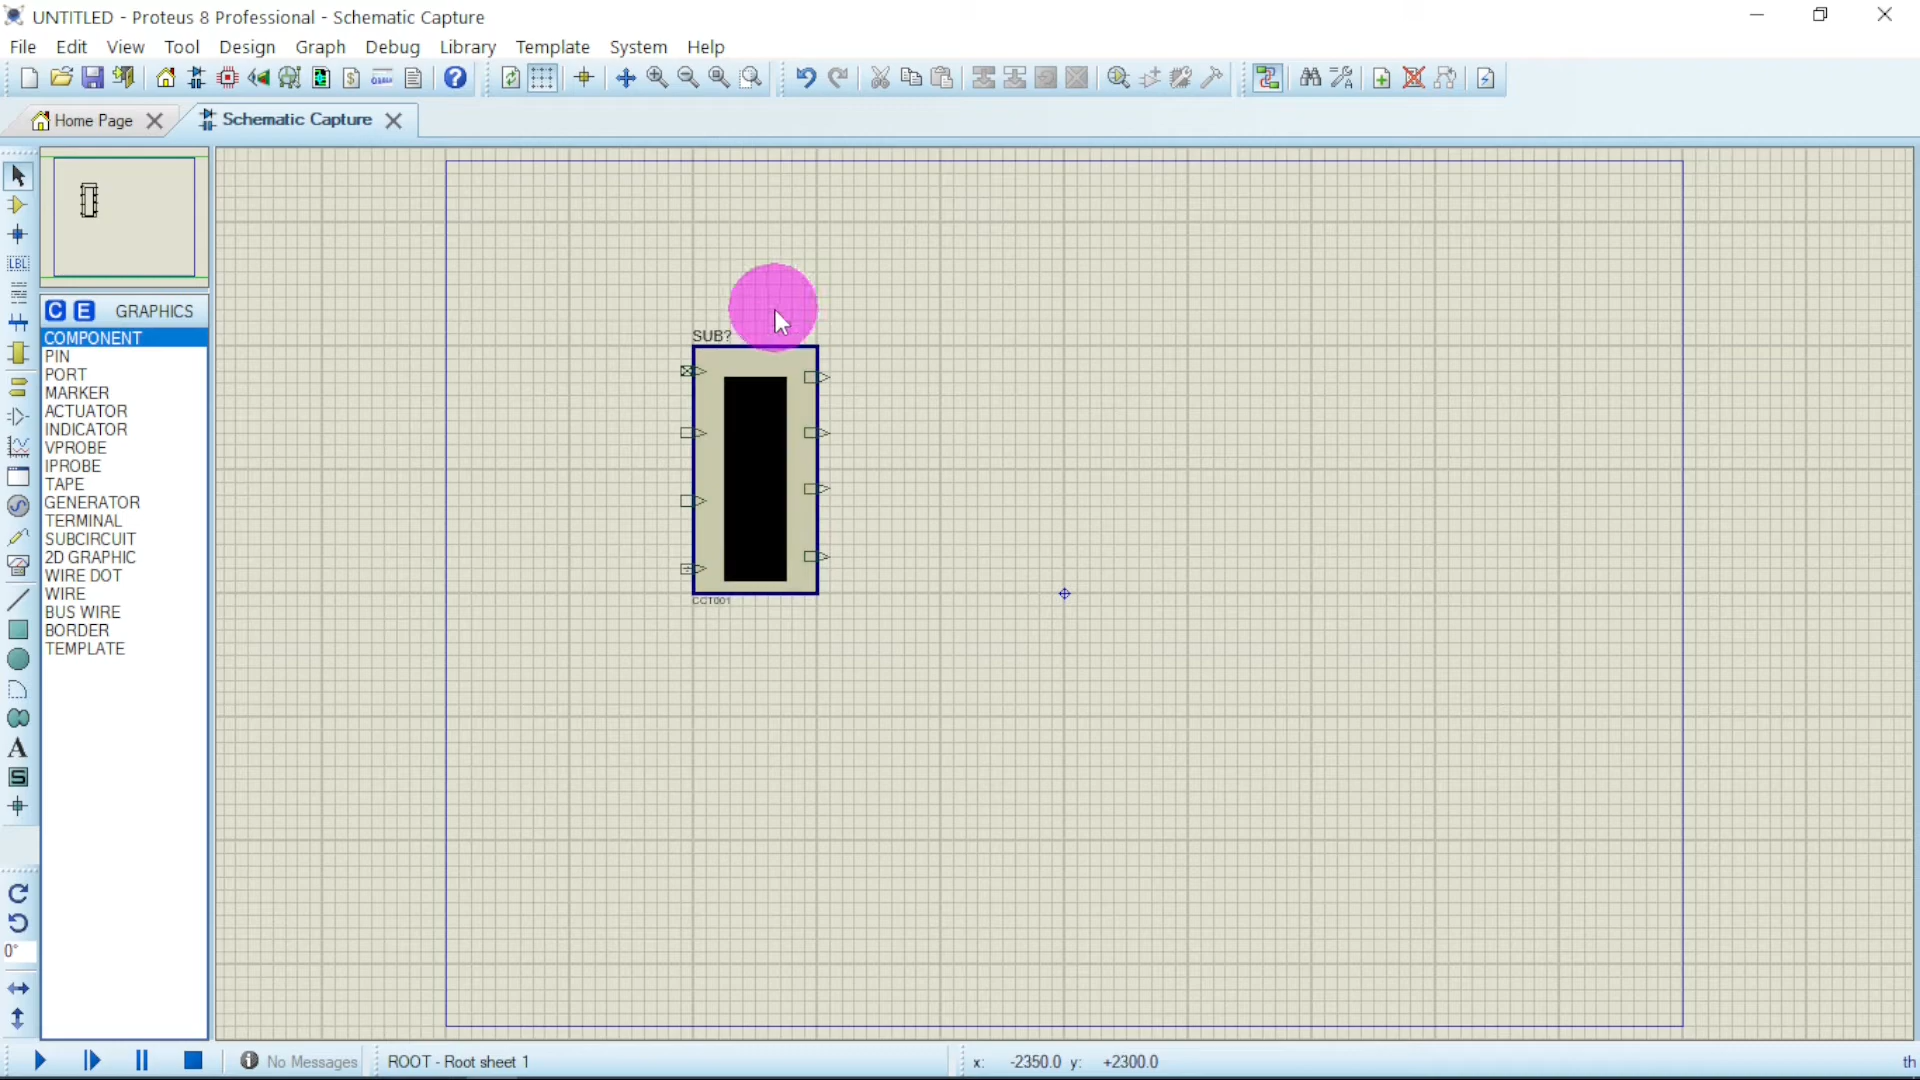 UNTITLED - Proteus 8 Professional - Schematic Capture
File Edit View Tool Design Graph Debug Library Template System Help
Home Page Schematic Capture
LBL
C E GRAPHICS
COMPONENT
PIN
PORT
MARKER
ACTUATOR
INDICATOR
VPROBE
IPROBE
TAPE
GENERATOR
TERMINAL
SUBCIRCUIT
2D GRAPHIC
WIRE DOT
WIRE
BUS WIRE
BORDER
TEMPLATE
A
S
0°
SUB?
CCT001
No Messages ROOT - Root sheet 1 x: -2350.0 y: +2300.0 th